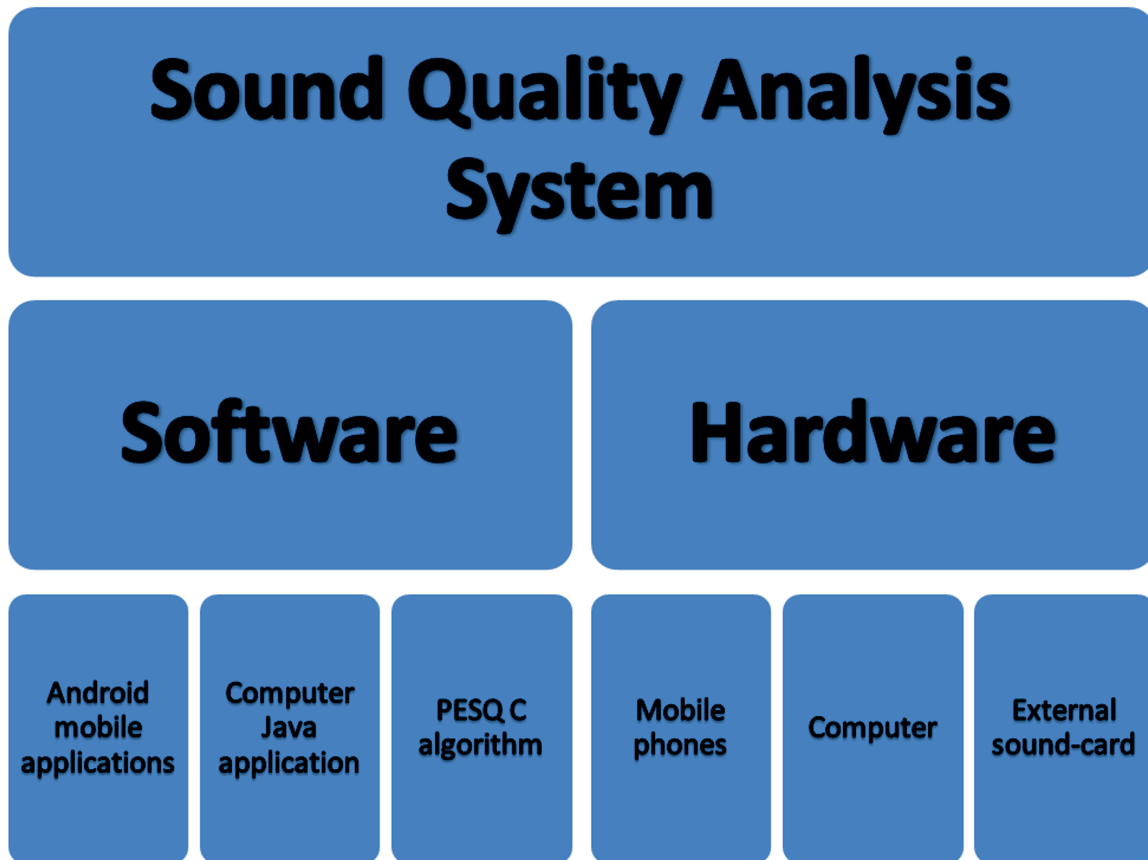 Sound Quality Analysis
System
Software
Hardware
Android
mobile
applications
Computer
Java
application
PESQ C
algorithm
Mobile
phones
Computer
External
sound-card